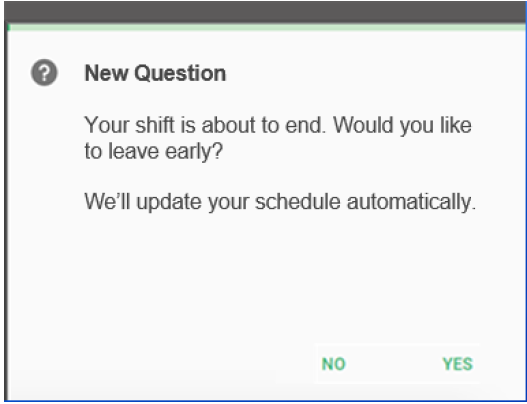 ?
New Question
Your shift is about to end. Would you like
to leave early?
We’ll update your schedule automatically.
NO YES